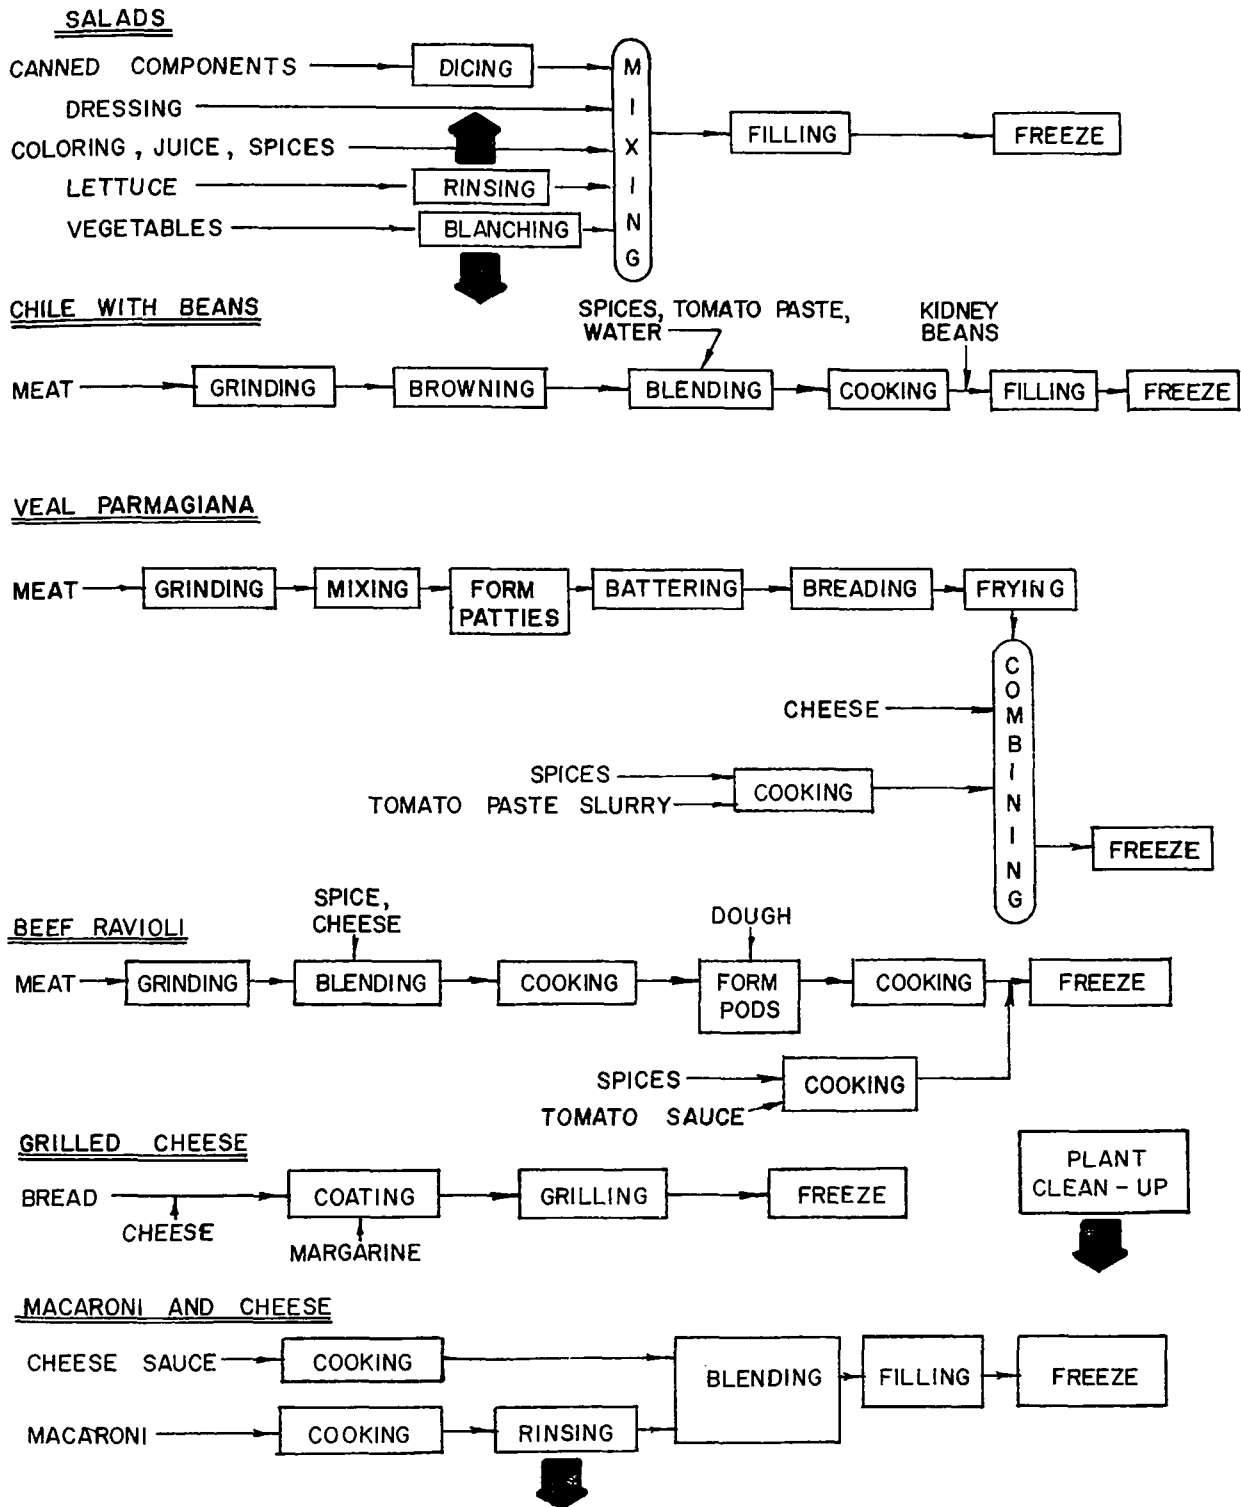 SALADS
CANNED COMPONENTS
DICING
DRESSING
COLORING, JUICE, SPICES
LETTUCE
RINSING
VEGETABLES
BLANCHING
MIXING
FILLING
FREEZE
CHILE WITH BEANS
SPICES, TOMATO PASTE,
WATER
KIDNEY
BEANS
MEAT
GRINDING
BROWNING
BLENDING
COOKING
FILLING
FREEZE
VEAL PARMAGIANA
MEAT
GRINDING
MIXING
FORM
PATTIES
BATTERING
BREADING
FRYING
CHEESE
SPICES
TOMATO PASTE SLURRY
COOKING
COMBINING
FREEZE
BEEF RAVIOLI
SPICE,
CHEESE
DOUGH
MEAT
GRINDING
BLENDING
COOKING
FORM
PODS
COOKING
FREEZE
SPICES
TOMATO SAUCE
COOKING
GRILLED CHEESE
BREAD
CHEESE
COATING
MARGARINE
GRILLING
FREEZE
PLANT
CLEAN-UP
MACARONI AND CHEESE
CHEESE SAUCE
COOKING
MACARONI
COOKING
RINSING
BLENDING
FILLING
FREEZE